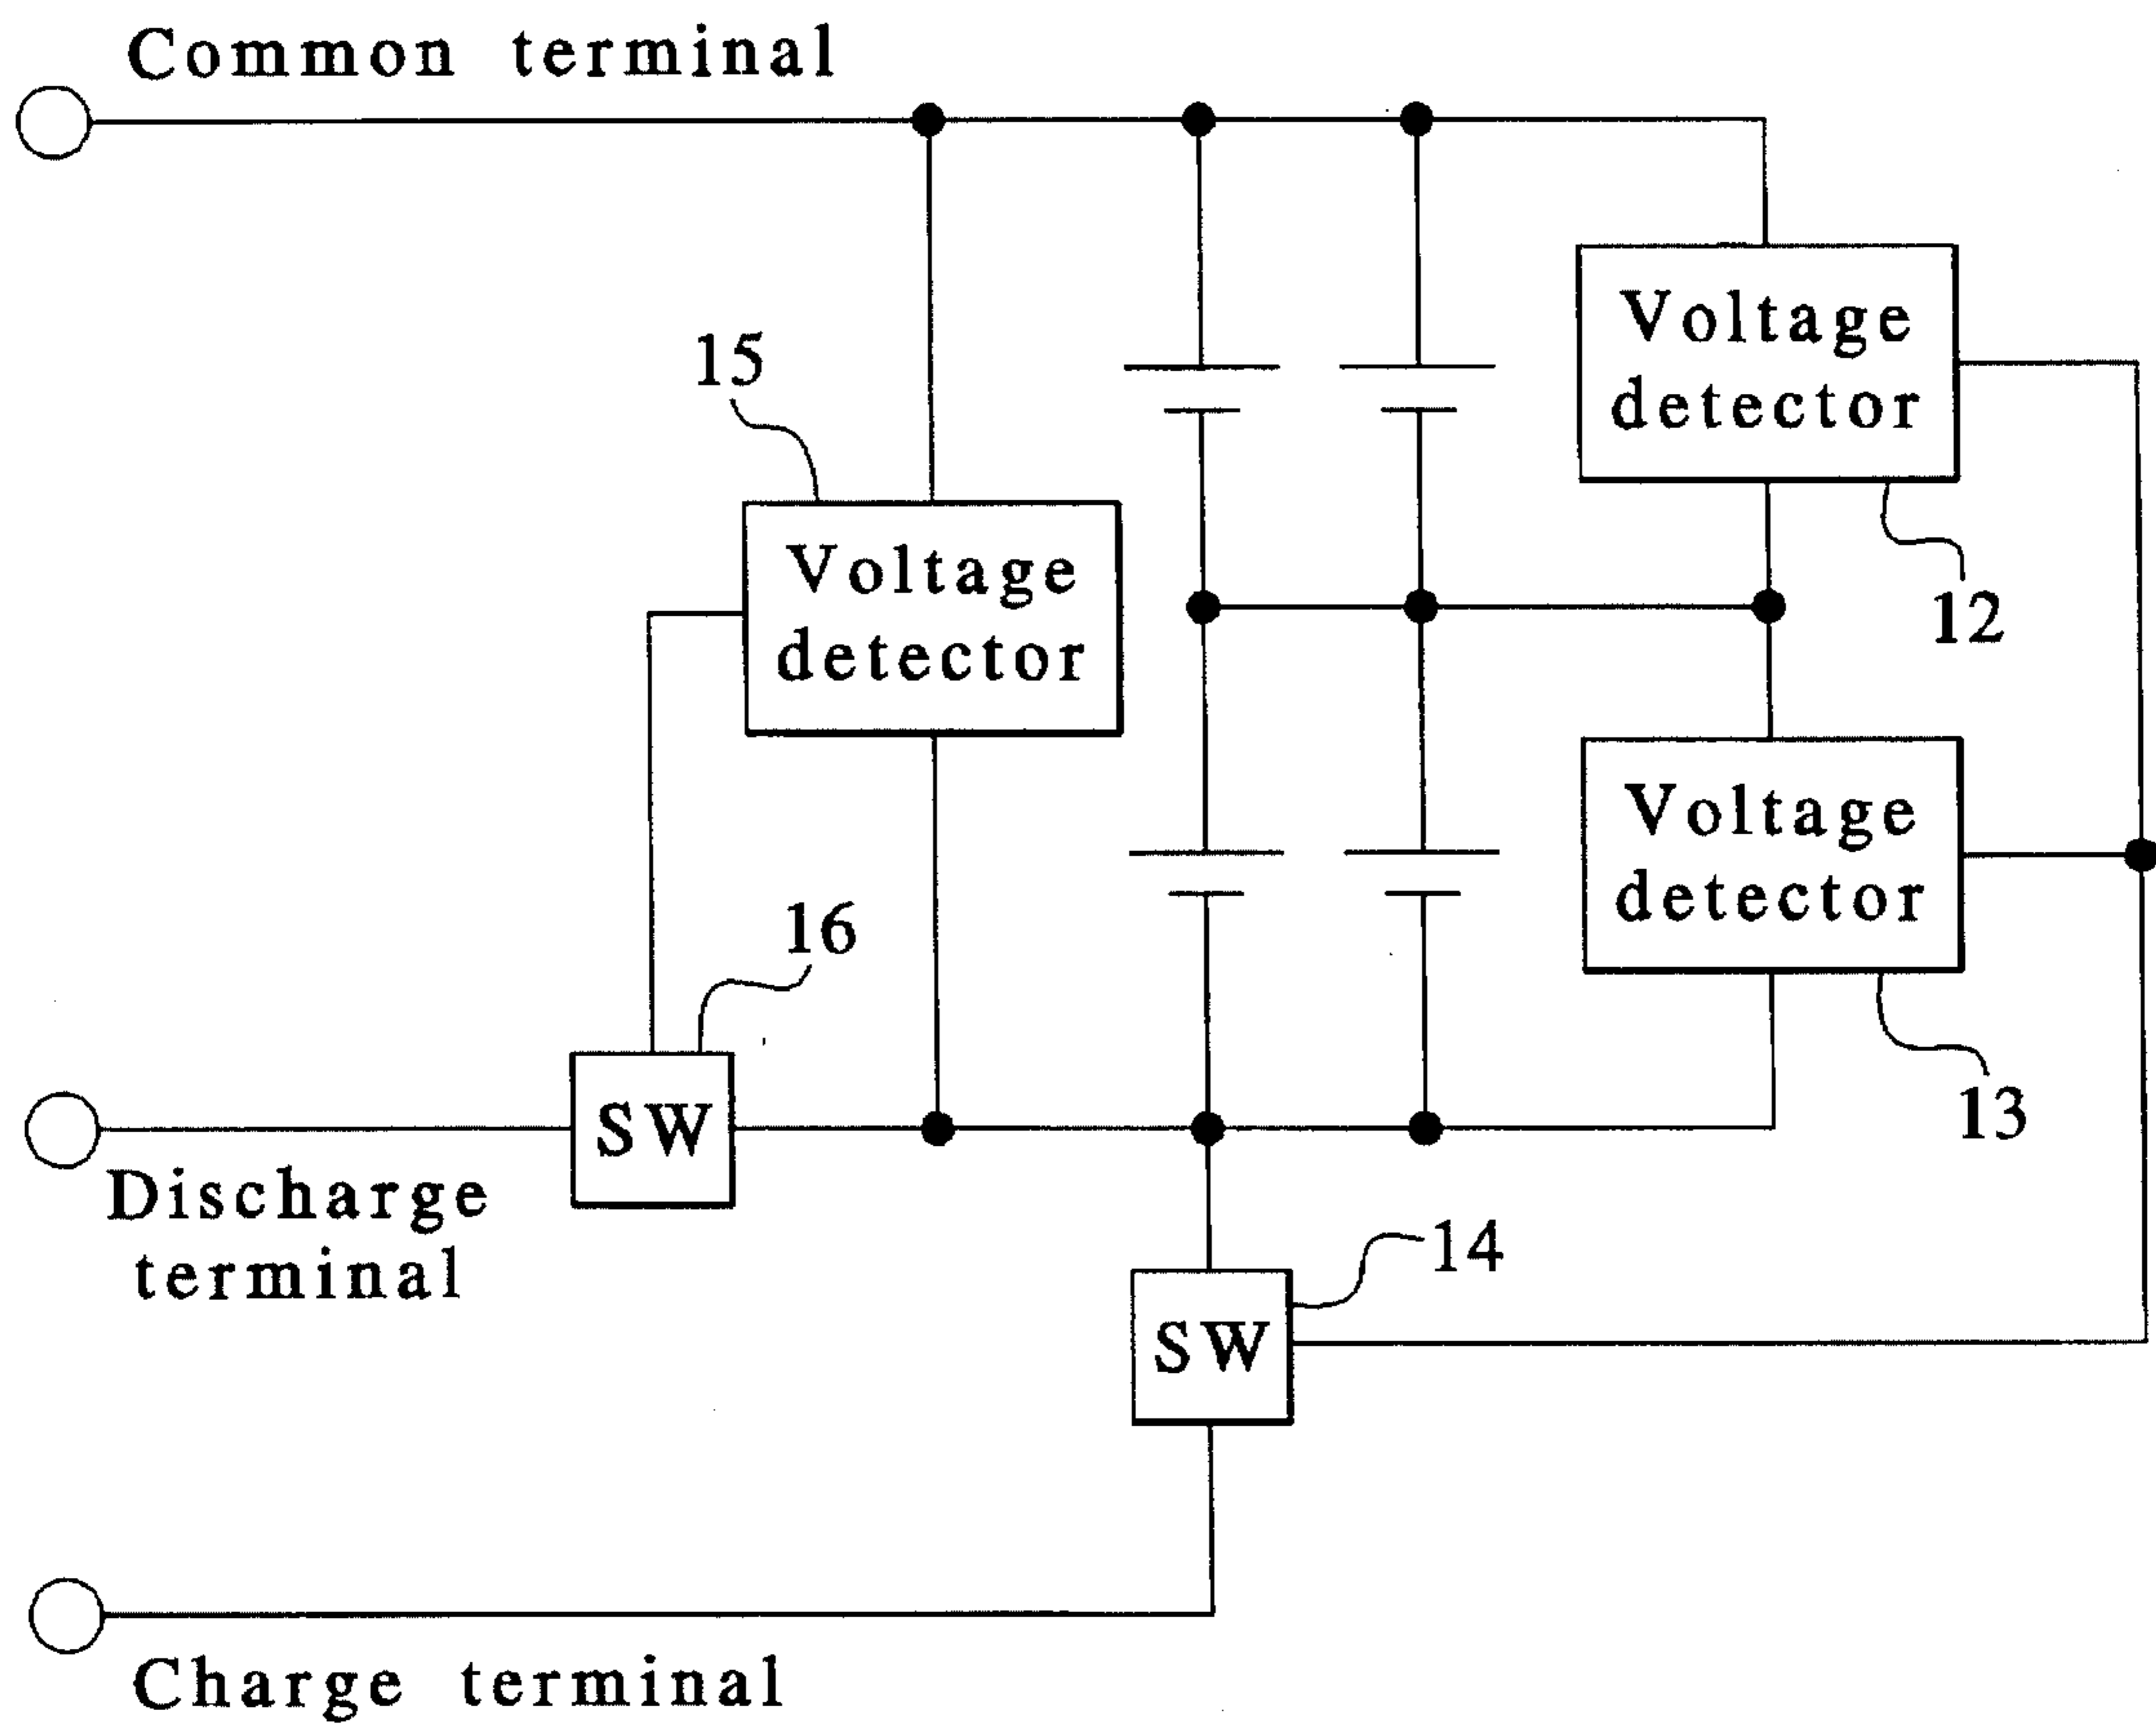 Common terminal
Voltage
detector
15
Voltage
detector
12
Voltage
detector
16
13
SW
Discharge
terminal
14
SW
Charge terminal